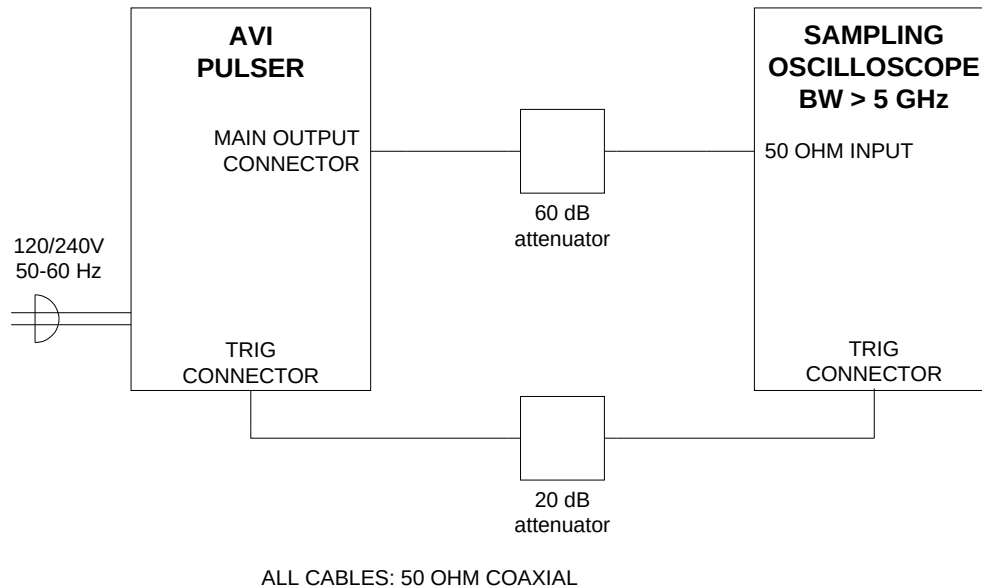 AVI
PULSER
SAMPLING
OSCILLOSCOPE
BW > 5 GHz
MAIN OUTPUT
CONNECTOR
50 OHM INPUT
60 dB
attenuator
120/240V
50-60 Hz
TRIG
CONNECTOR
TRIG
CONNECTOR
20 dB
attenuator
ALL CABLES: 50 OHM COAXIAL